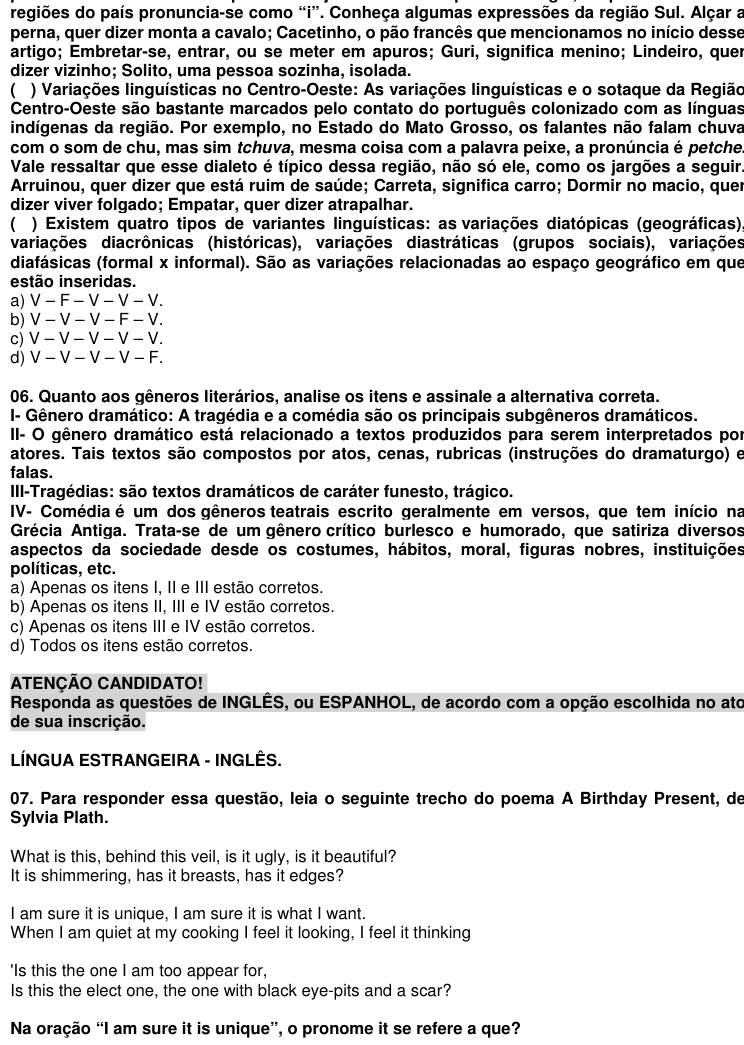 regiões do país pronuncia-se como “i”. Conheça algumas expressões da região Sul. Alçar a
perna, quer dizer monta a cavalo; Cacetinho, o pão francês que mencionamos no início desse
artigo; Embretar-se, entrar, ou se meter em apuros; Guri, significa menino; Lindeiro, quer
dizer vizinho; Solito, uma pessoa sozinha, isolada.
( ) Variações linguísticas no Centro-Oeste: As variações linguísticas e o sotaque da Região
Centro-Oeste são bastante marcados pelo contato do português colonizado com as línguas
indígenas da região. Por exemplo, no Estado do Mato Grosso, os falantes não falam chuva
com o som de chu, mas sim tchuva, mesma coisa com a palavra peixe, a pronúncia é petche.
Vale ressaltar que esse dialeto é típico dessa região, não só ele, como os jargões a seguir.
Arruinou, quer dizer que está ruim de saúde; Carreta, significa carro; Dormir no macio, quer
dizer viver folgado; Empatar, quer dizer atrapalhar.
( ) Existem quatro tipos de variantes linguísticas: as variações diatópicas (geográficas),
variações diacrônicas (históricas), variações diastráticas (grupos sociais), variações
diafásicas (formal x informal). São as variações relacionadas ao espaço geográfico em que
estão inseridas.
a) V – F – V – V – V.
b) V – V – V – F – V.
c) V – V – V – V – V.
d) V – V – V – V – F.
06. Quanto aos gêneros literários, analise os itens e assinale a alternativa correta.
I- Gênero dramático: A tragédia e a comédia são os principais subgêneros dramáticos.
II- O gênero dramático está relacionado a textos produzidos para serem interpretados por
atores. Tais textos são compostos por atos, cenas, rubricas (instruções do dramaturgo) e
falas.
III-Tragédias: são textos dramáticos de caráter funesto, trágico.
IV- Comédia é um dos gêneros teatrais escrito geralmente em versos, que tem início na
Grécia Antiga. Trata-se de um gênero crítico burlesco e humorado, que satiriza diversos
aspectos da sociedade desde os costumes, hábitos, moral, figuras nobres, instituições
políticas, etc.
a) Apenas os itens I, II e III estão corretos.
b) Apenas os itens II, III e IV estão corretos.
c) Apenas os itens III e IV estão corretos.
d) Todos os itens estão corretos.
ATENÇÃO CANDIDATO!
Responda as questões de INGLÊS, ou ESPANHOL, de acordo com a opção escolhida no ato
de sua inscrição.
LÍNGUA ESTRANGEIRA - INGLÊS.
07. Para responder essa questão, leia o seguinte trecho do poema A Birthday Present, de
Sylvia Plath.
What is this, behind this veil, is it ugly, is it beautiful?
It is shimmering, has it breasts, has it edges?
I am sure it is unique, I am sure it is what I want.
When I am quiet at my cooking I feel it looking, I feel it thinking
'Is this the one I am too appear for,
Is this the elect one, the one with black eye-pits and a scar?
Na oração “I am sure it is unique”, o pronome it se refere a que?